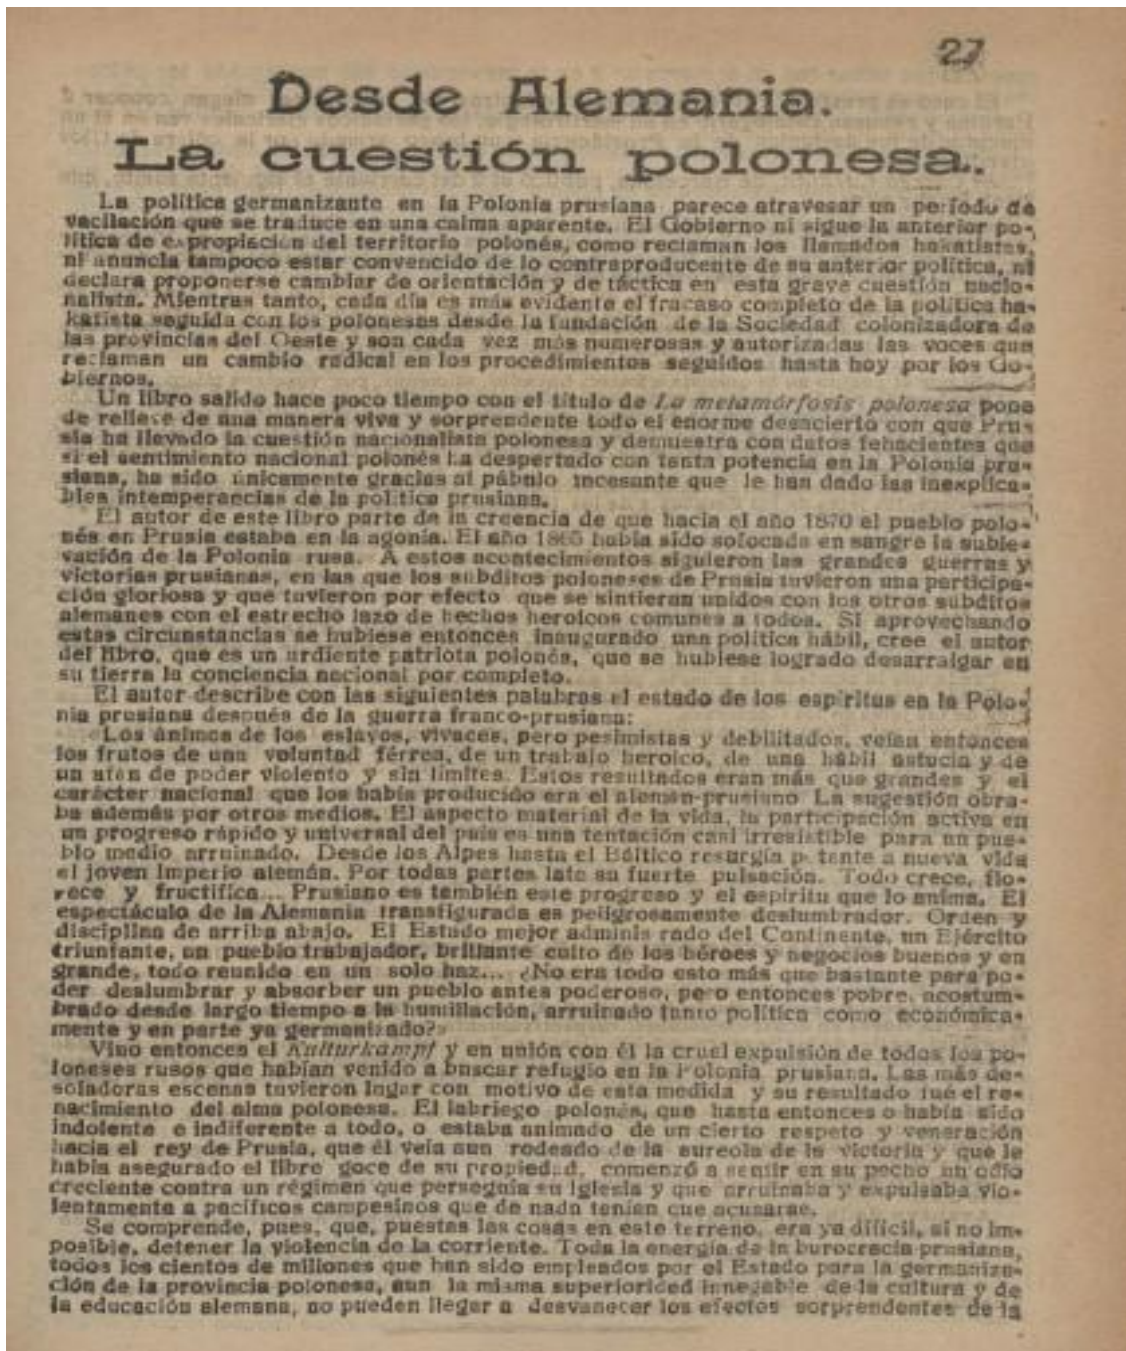 27
Desde Alemania.
La cuestión polonesa.
La política germanizante en la Polonia prusiana parece atravesar un período de
vacilación que se traduce en una calma aparente. El Gobierno ni sigue la anterior po-
lítica de expropiación del territorio polonés, como reclaman los llamados hakatistas,
ni anuncia tampoco estar convencido de lo contraproducente de su anterior política, ni
declara proponerse cambiar de orientación y de táctica en esta grave cuestión nacio-
nalista. Mientras tanto, cada día es más evidente el fracaso completo de la política ha-
katista seguida con los polonesas desde la fundación de la Sociedad colonizadora de
las provincias del Oeste y son cada vez más numerosas y autorizadas las voces que
reclaman un cambio radical en los procedimientos seguidos hasta hoy por los Go-
biernos.
Un libro salido hace poco tiempo con el título de La metamórfosis polonesa pone
de relieve de una manera viva y sorprendente todo el enorme desacierto con que Pru-
sia ha llevado la cuestión nacionalista polonesa y demuestra con datos fehacientes que
si el sentimiento nacional polonés ha despertado con tanta potencia en la Polonia pru-
siana, ha sido únicamente gracias al pábulo incesante que le han dado las inexplica-
bles intemperancias de la política prusiana.
El autor de este libro parte de la creencia de que hacia el año 1870 el pueblo polo-
nés en Prusia estaba en la agonía. El año 1865 había sido sofocada en sangre la suble-
vación de la Polonia rusa. A estos acontecimientos siguieron las grandes guerras y
victorias prusianas, en las que los súbditos poloneses de Prusia tuvieron una participa-
ción gloriosa y que tuvieron por efecto que se sintieran unidos con los otros súbditos
alemanes con el estrecho lazo de hechos heroicos comunes a todos. Si aprovechando
estas circunstancias se hubiese entonces inaugurado una política hábil, cree el autor
del libro, que es un ardiente patriota polonés, que se hubiese logrado desarraigar en
su tierra la conciencia nacional por completo.
El autor describe con las siguientes palabras el estado de los espíritus en la Polo-
nia prusiana después de la guerra franco-prusiana:
«Los ánimos de los eslavos, vivaces, pero pesimistas y debilitados, veían entonces
los frutos de una voluntad férrea, de un trabajo heroico, de una hábil astucia y de
un afán de poder violento y sin límites. Estos resultados eran más que grandes y el
carácter nacional que los había producido era el alemán-prusiano La sugestión obra-
ba además por otros medios. El aspecto material de la vida, la participación activa en
un progreso rápido y universal del país es una tentación casi irresistible para un pue-
blo medio arruinado. Desde los Alpes hasta el Báltico resurgía potente a nueva vida
el joven Imperio alemán. Por todas partes late su fuerte pulsación. Todo crece, flo-
rece y fructifica... Prusiano es también este progreso y el espíritu que lo anima. El
espectáculo de la Alemania transfigurada es peligrosamente deslumbrador. Orden y
disciplina de arriba abajo. El Estado mejor adminis rado del Continente, un Ejército
triunfante, un pueblo trabajador, brillante culto de los héroes y negocios buenos y en
grande, todo reunido en un solo haz... ¿No era todo esto más que bastante para po-
der deslumbrar y absorber un pueblo antes poderoso, pero entonces pobre, acostum-
brado desde largo tiempo a la humillación, arruinado tanto política como económica-
mente y en parte ya germanizado?»
Vino entonces el Kulturkampf y en unión con él la cruel expulsión de todos los po-
loneses rusos que habían venido a buscar refugio en la Polonia prusiana. Las más de-
soladoras escenas tuvieron lugar con motivo de esta medida y su resultado fué el re-
nacimiento del alma polonesa. El labriego polonés, que hasta entonces o había sido
indolente e indiferente a todo, o estaba animado de un cierto respeto y veneración
hacia el rey de Prusia, que él veía aun rodeado de la aureola de la victoria y que le
había asegurado el libre goce de su propiedad, comenzó a sentir en su pecho un odio
creciente contra un régimen que perseguía su Iglesia y que arruinaba y expulsaba vio-
lentamente a pacíficos campesinos que de nada tenían que acusarse.
Se comprende, pues, que, puestas las cosas en este terreno, era ya difícil, si no im-
posible, detener la violencia de la corriente. Toda la energía de la burocracia prusiana,
todos los cientos de millones que han sido empleados por el Estado para la germaniza-
ción de la provincia polonesa, aun la misma superioridad innegable de la cultura y de
la educación alemana, no pueden llegar a desvanecer los efectos sorprendentes de la